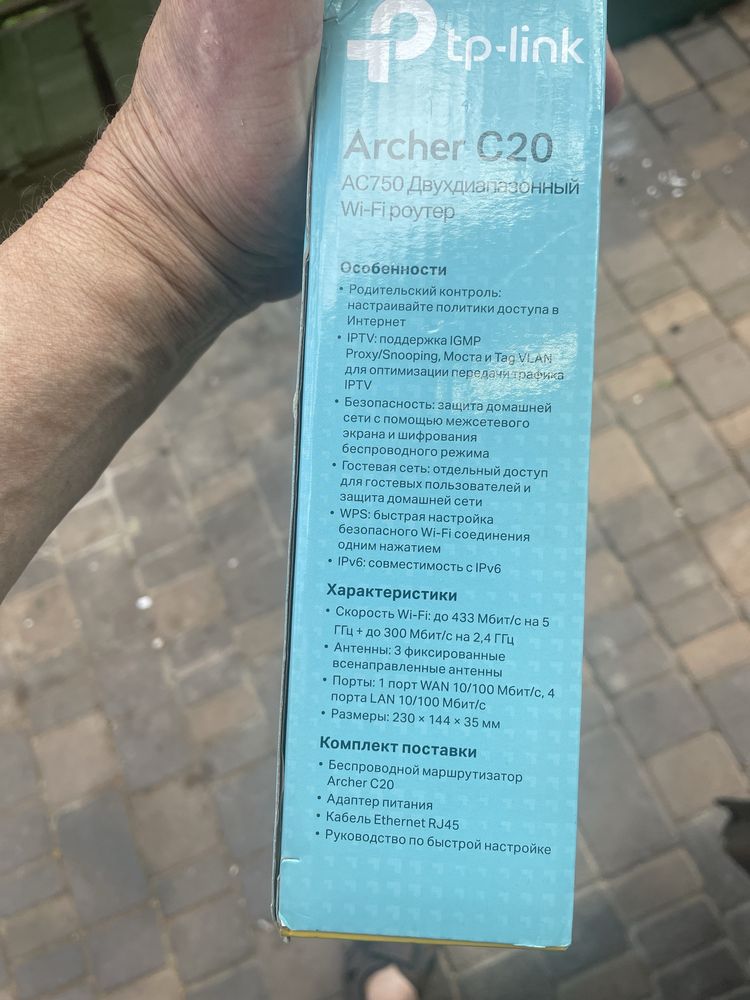 tp-link
Archer C20
AC750 Двухдиапазонный
Wi-Fi роутер
Особенности
• Родительский контроль:
настраивайте политики доступа в
Интернет
• IPTV: поддержка IGMP
Proxy/Snooping, Моста и Tag VLAN
для оптимизации передачи трафика
IPTV
• Безопасность: защита домашней
сети с помощью межсетевого
экрана и шифрования
беспроводного режима
• Гостевая сеть: отдельный доступ
для гостевых пользователей и
защита домашней сети
• WPS: быстрая настройка
безопасного Wi-Fi соединения
одним нажатием
• IPv6: совместимость с IPv6
Характеристики
• Скорость Wi-Fi: до 433 Мбит/с на 5
ГГц + до 300 Мбит/с на 2,4 ГГц
• Антенны: 3 фиксированные
всенаправленные антенны
• Порты: 1 порт WAN 10/100 Мбит/с, 4
порта LAN 10/100 Мбит/с
• Размеры: 230 × 144 × 35 мм
Комплект поставки
• Беспроводной маршрутизатор
Archer C20
• Адаптер питания
• Кабель Ethernet RJ45
• Руководство по быстрой настройке